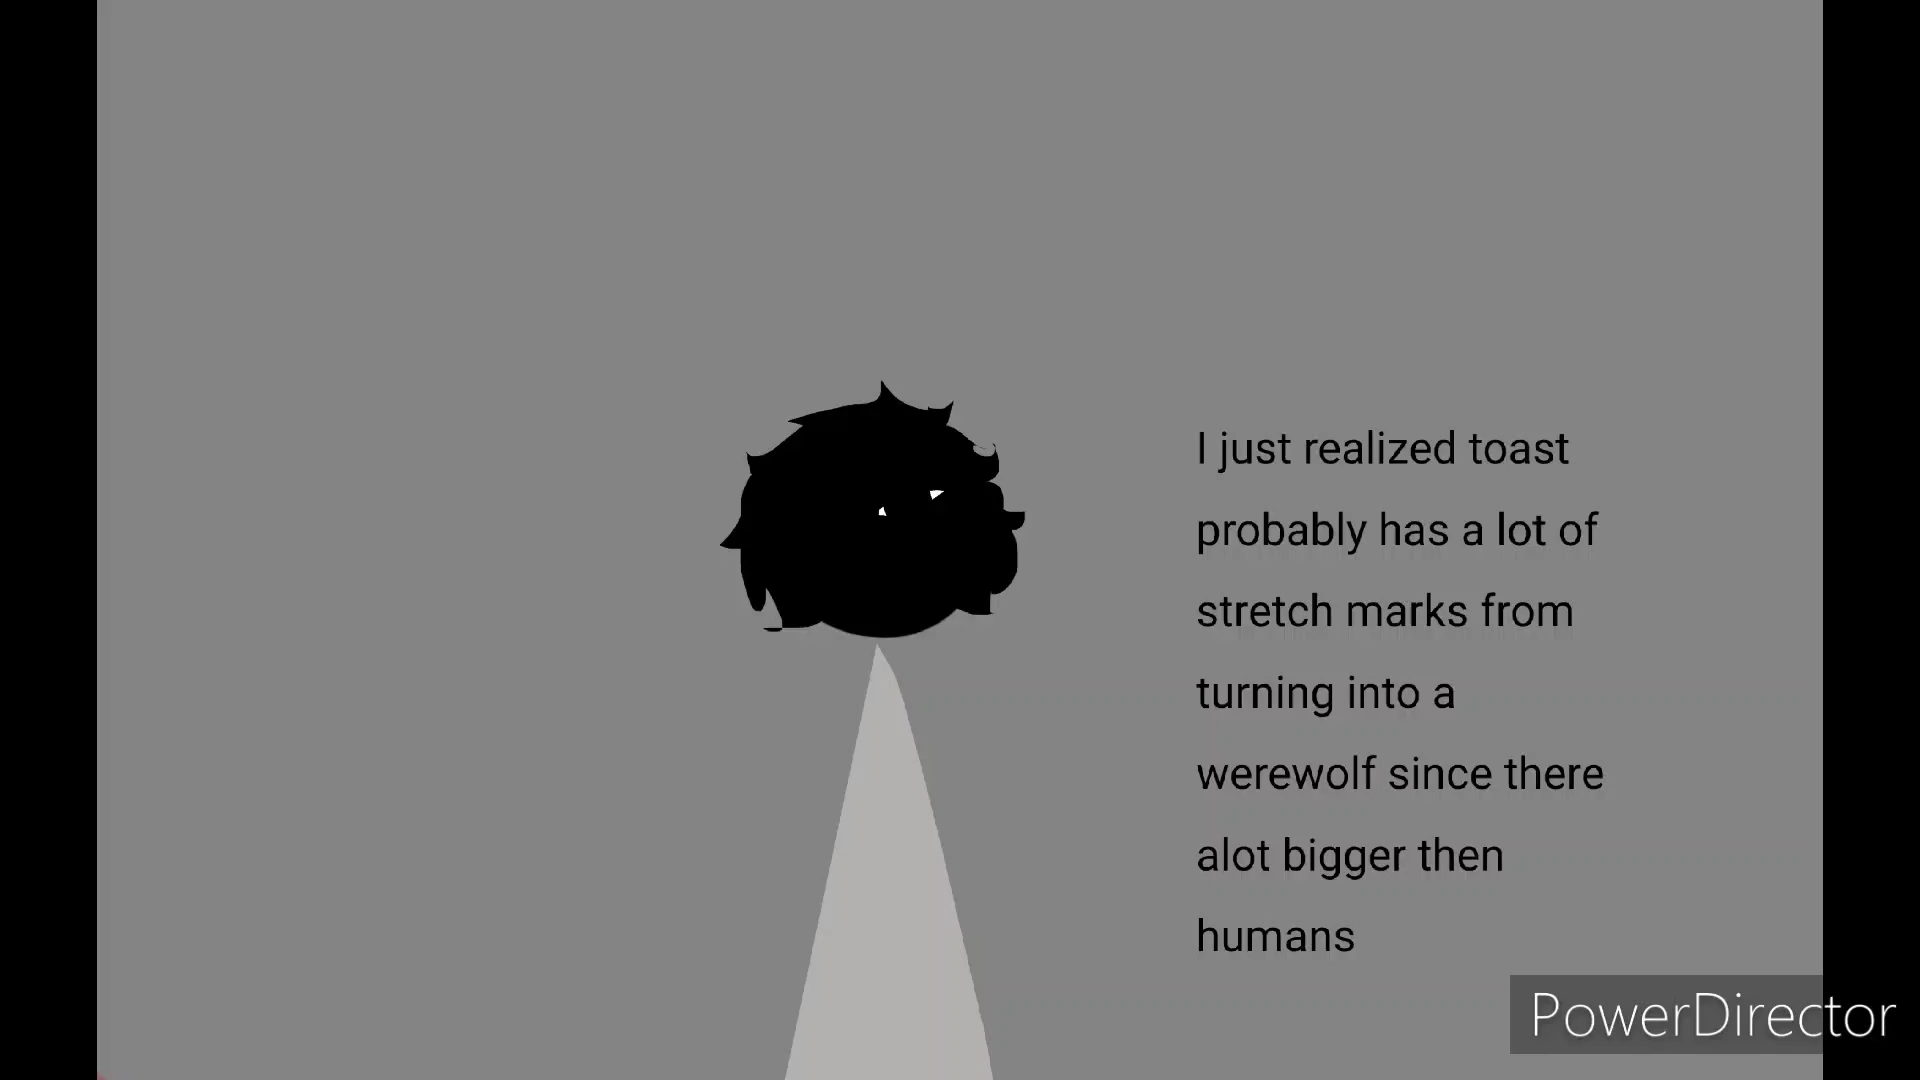 I just realized toast
probably has a lot of
stretch marks from
turning into a
werewolf since there
alot bigger then
humans
PowerDirector